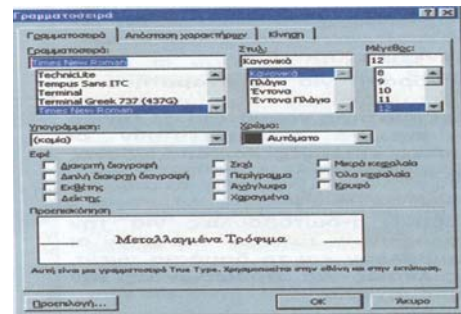 Γραμματοσειρά
Γραμματοσειρά Απόσταση χαρακτήρων Κίνηση
Γραμματοσειρά: Στυλ: Μέγεθος:
Times New Roman Κανονικά 12
TechnicLite Κανονικά 8
Tempus Sans ITC Πλάγια 9
Terminal Έντονα 10
Terminal Greek 737 (437G) Έντονα Πλάγια 11
Times New Roman 12
Υπογράμμιση: Χρώμα:
(καμία) Αυτόματο
Εφέ
Διακριτή διαγραφή Σκιά Μικρά κεφαλαία
Διπλή διακριτή διαγραφή Περίγραμμα Όλα κεφαλαία
Εκθέτης Ανάγλυφα Κρυφό
Δείκτης Χαραγμένα
Προεπισκόπηση
Μεταλλαγμένα Τρόφιμα
Αυτή είναι μια γραμματοσειρά True Type. Χρησιμοποιείται στην οθόνη και στην εκτύπωση.
Προεπιλογή... OK Άκυρο